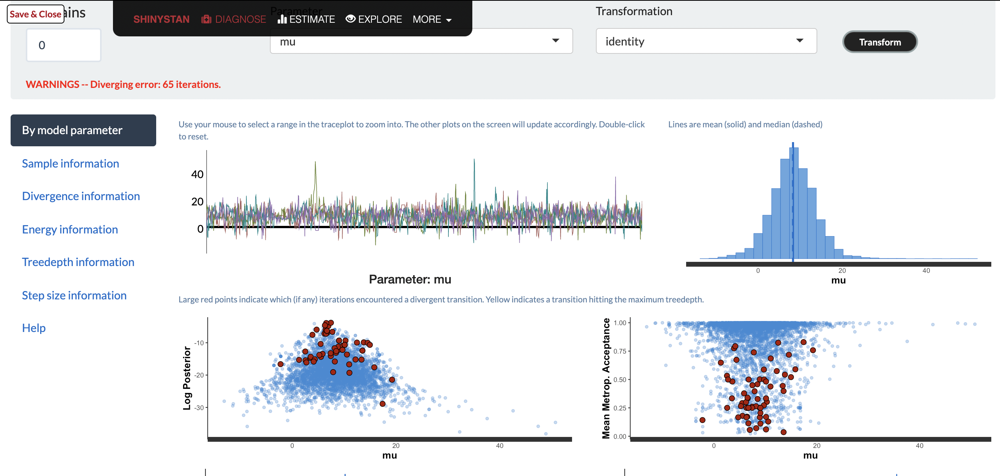 Save & Close
ains
Parameter
Transformation
SHINYSTAN DIAGNOSE ESTIMATE EXPLORE MORE
0
mu
identity
Transform
WARNINGS -- Diverging error: 65 iterations.
By model parameter
Sample information
Divergence information
Energy information
Treedepth information
Step size information
Help
Use your mouse to select a range in the traceplot to zoom into. The other plots on the screen will update accordingly. Double-click
to reset.
Lines are mean (solid) and median (dashed)
40
20
0
Parameter: mu
0 20 40
mu
Large red points indicate which (if any) iterations encountered a divergent transition. Yellow indicates a transition hitting the maximum treedepth.
Log Posterior
-10
-20
-30
0 20 40
mu
Mean Metrop. Acceptance
1.00
0.75
0.50
0.25
0.00
0 20 40
mu